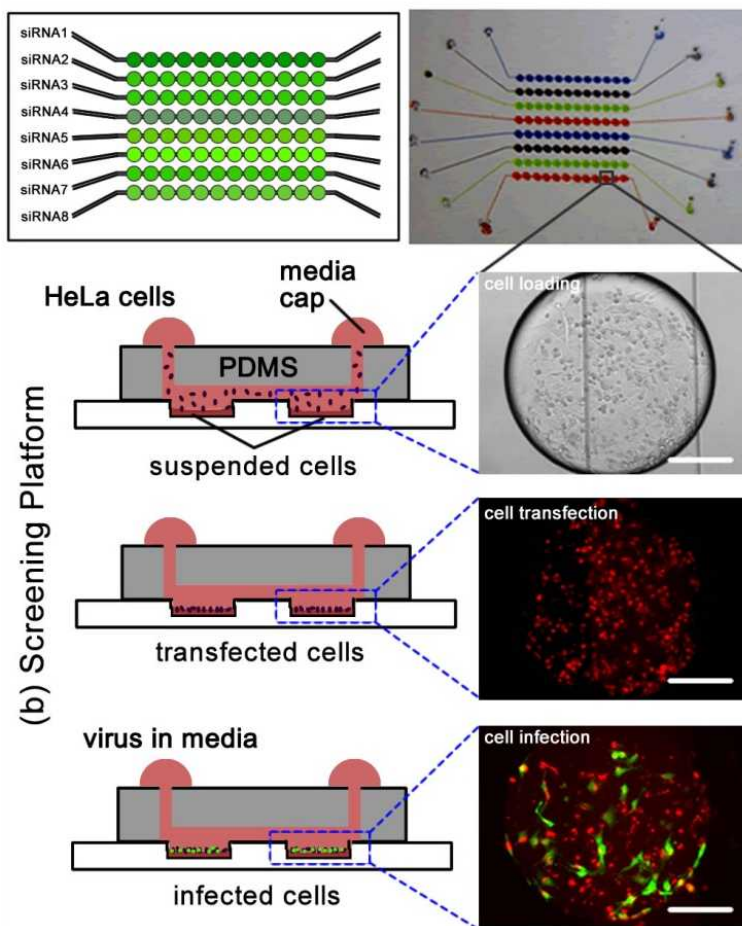 siRNA1
siRNA2
siRNA3
siRNA4
siRNA5
siRNA6
siRNA7
siRNA8
(b) Screening Platform
HeLa cells
media
cap
PDMS
suspended cells
cell loading
transfected cells
cell transfection
virus in media
infected cells
cell infection